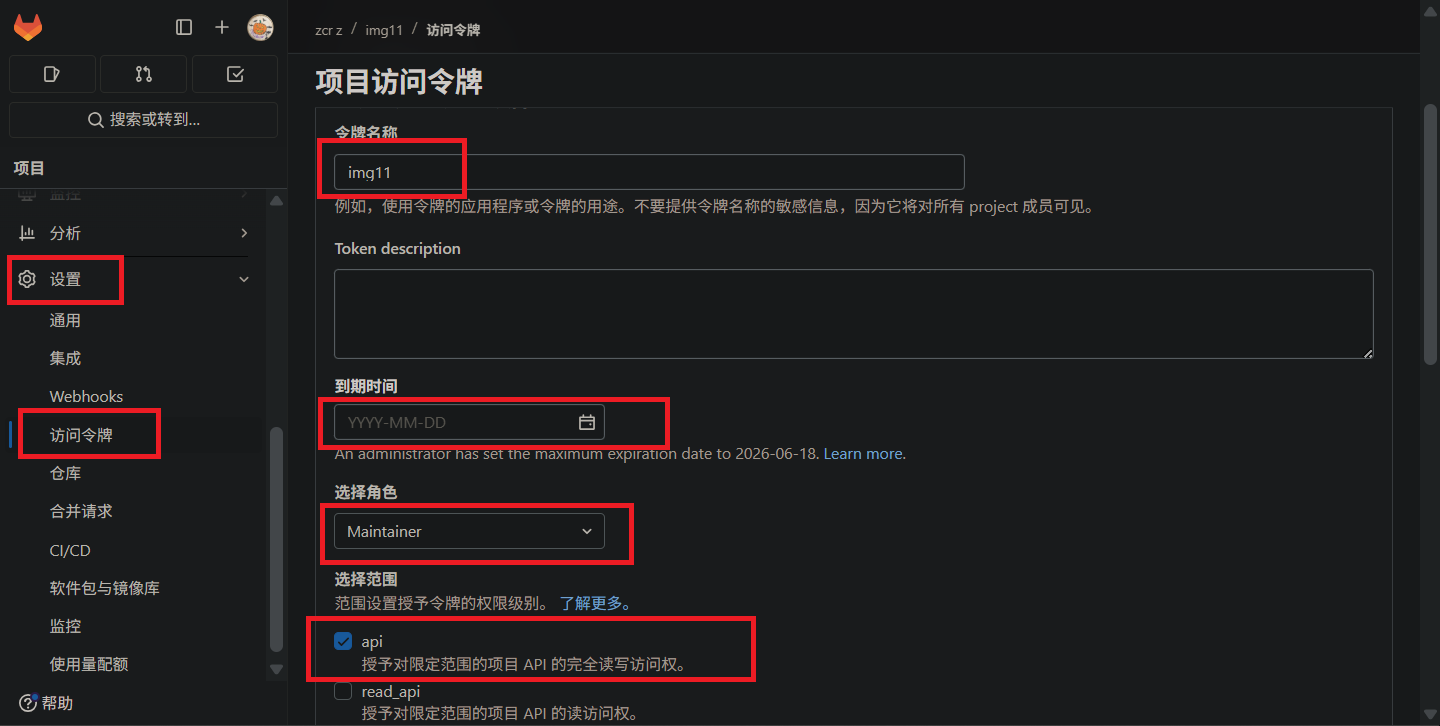 搜索或转到...
项目
监控
分析
设置
通用
集成
Webhooks
访问令牌
仓库
合并请求
CI/CD
软件包与镜像库
监控
使用量配额
帮助
zcr z / img11 / 访问令牌
项目访问令牌
令牌名称
img11
例如，使用令牌的应用程序或令牌的用途。不要提供令牌名称的敏感信息，因为它将对所有 project 成员可见。
Token description
到期时间
YYYY-MM-DD
An administrator has set the maximum expiration date to 2026-06-18. Learn more.
选择角色
Maintainer
选择范围
范围设置授予令牌的权限级别。 了解更多。
api
授予对限定范围的项目 API 的完全读写访问权。
read_api
授予对限定范围的项目 API 的读访问权。